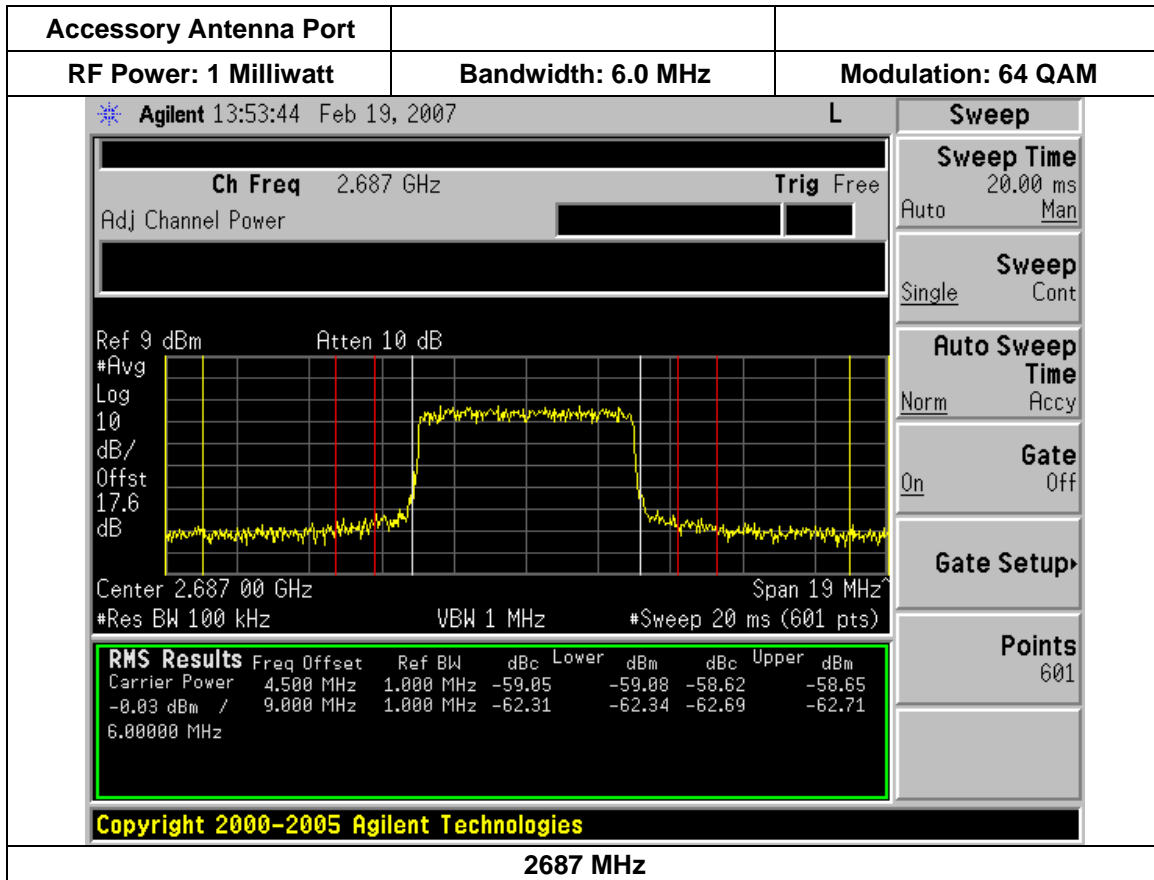 Accessory Antenna Port
RF Power: 1 Milliwatt Bandwidth: 6.0 MHz Modulation: 64 QAM
Agilent 13:53:44 Feb 19, 2007 L Sweep
Ch Freq 2.687 GHz Trig Free
Adj Channel Power
Sweep Time
20.00 ms
Auto Man
Sweep
Single Cont
Ref 9 dBm Atten 10 dB
#Avg
Log
10
dB/
Offst
17.6
dB
Auto Sweep
Time
Norm Accy
Gate
On Off
Gate Setup
Center 2.687 00 GHz Span 19 MHz^
#Res BW 100 kHz VBW 1 MHz #Sweep 20 ms (601 pts)
Points
601
RMS Results Freq Offset Ref BW dBc Lower dBm dBc Upper dBm
Carrier Power 4.500 MHz 1.000 MHz -59.05 -59.08 -58.62 -58.65
-0.03 dBm / 9.000 MHz 1.000 MHz -62.31 -62.34 -62.69 -62.71
6.00000 MHz
Copyright 2000-2005 Agilent Technologies
2687 MHz